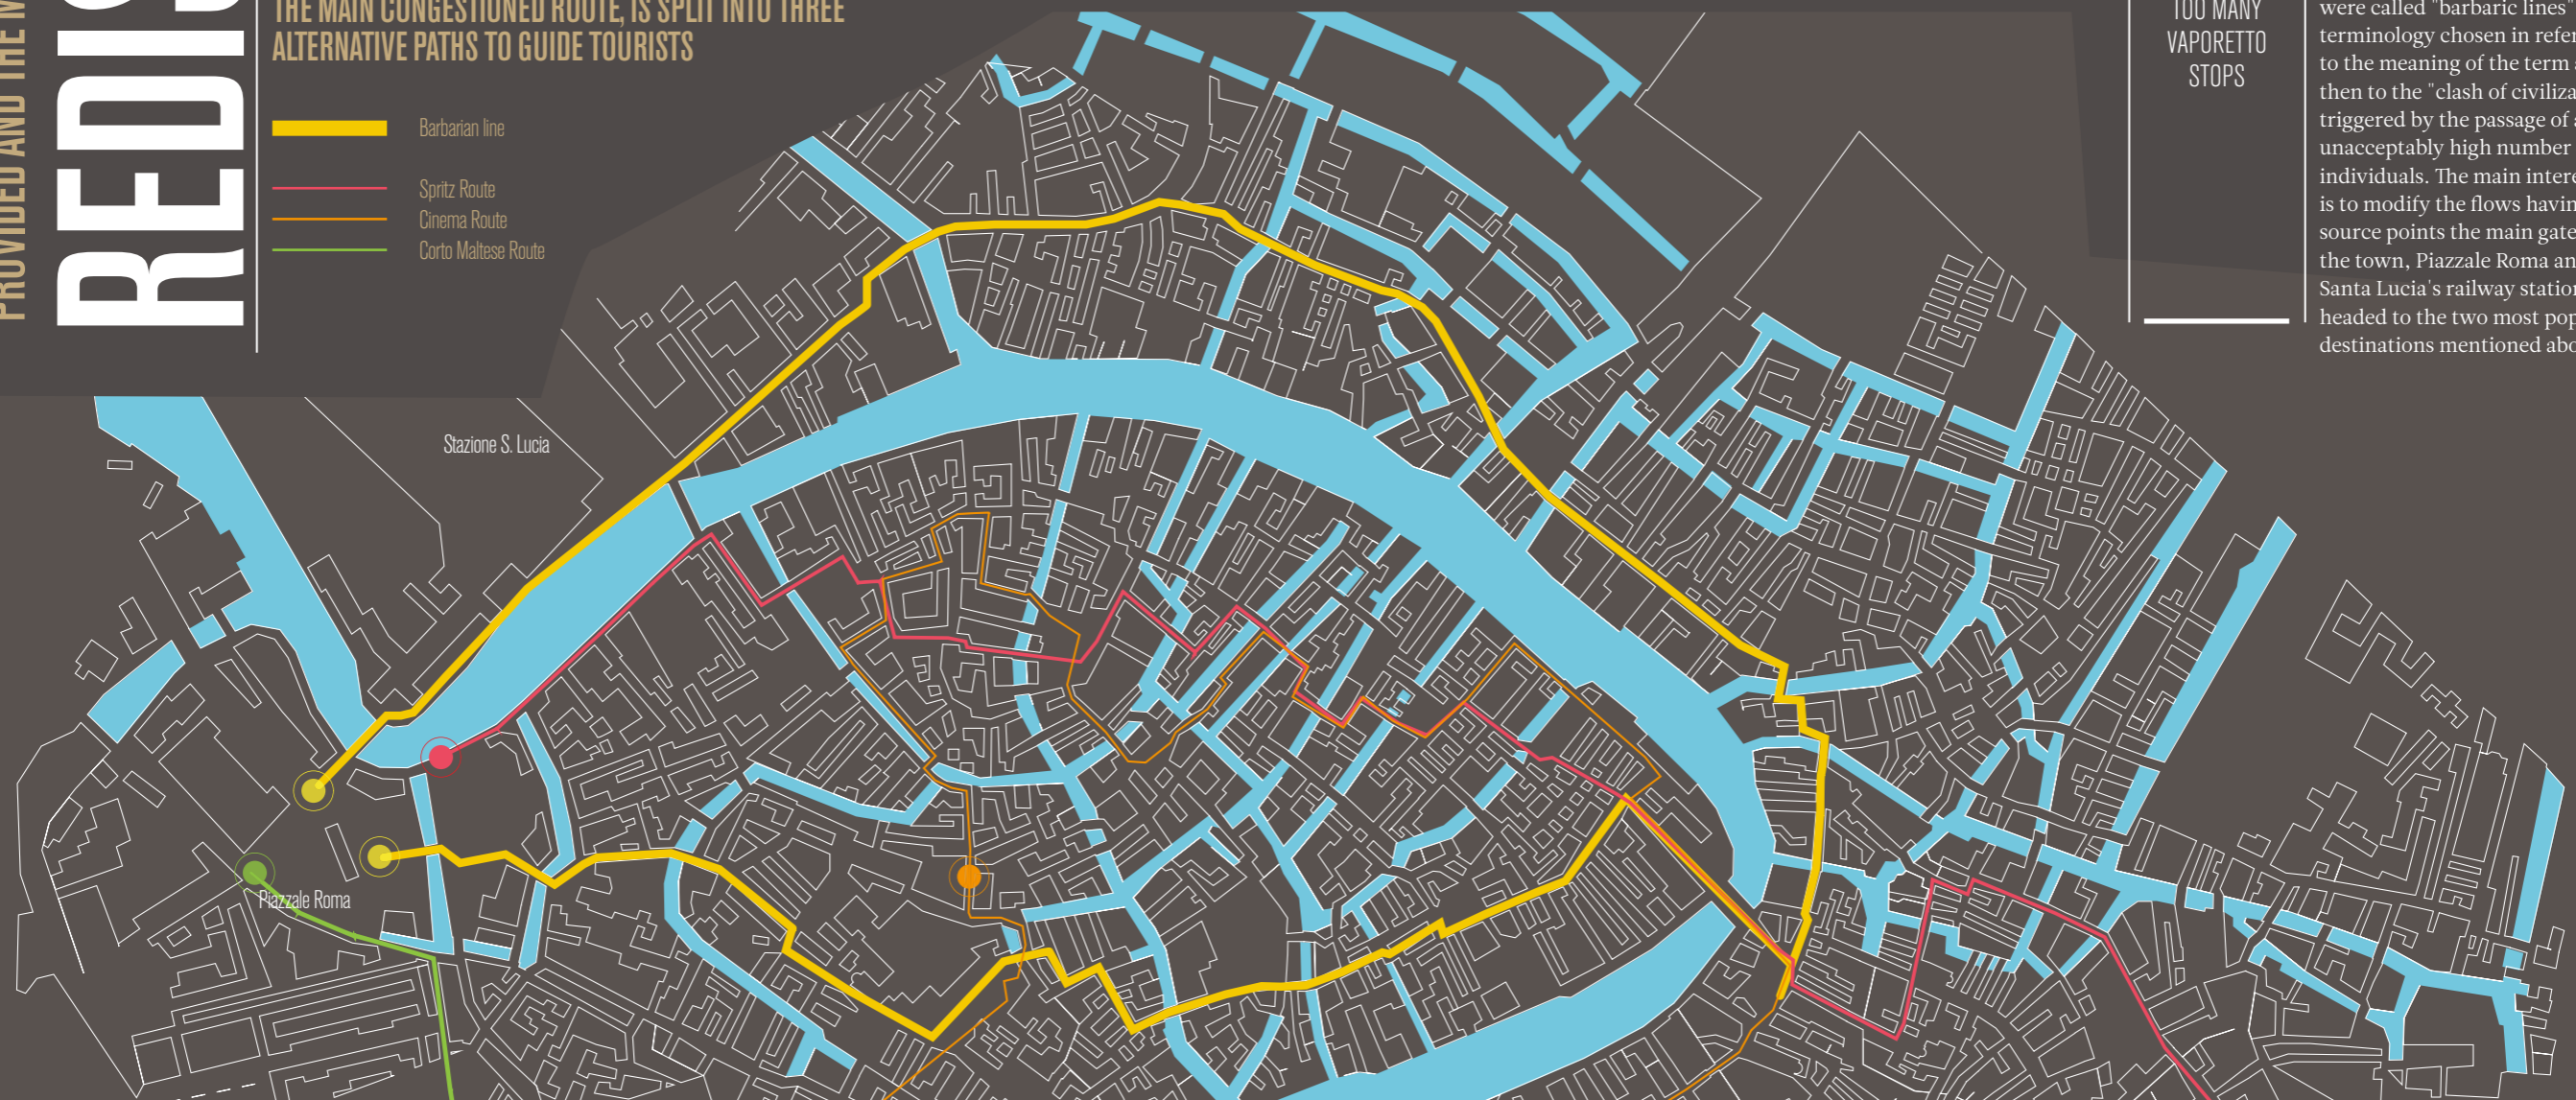 PROVIDED AND THE
REDI
THE MAIN CONGESTIONED ROUTE, IS SPLIT INTO THREE
ALTERNATIVE PATHS TO GUIDE TOURISTS
Barbarian line
Spritz Route
Cinema Route
Corto Maltese Route
Stazione S. Lucia
Piazzale Roma
TOO MANY
VAPORETTO
STOPS
were called "barbaric lines"
terminology chosen in refer
to the meaning of the term
then to the "clash of civiliza
triggered by the passage of
unacceptably high number
individuals. The main intere
is to modify the flows havin
source points the main gate
the town, Piazzale Roma an
Santa Lucia's railway station
headed to the two most pop
destinations mentioned abo